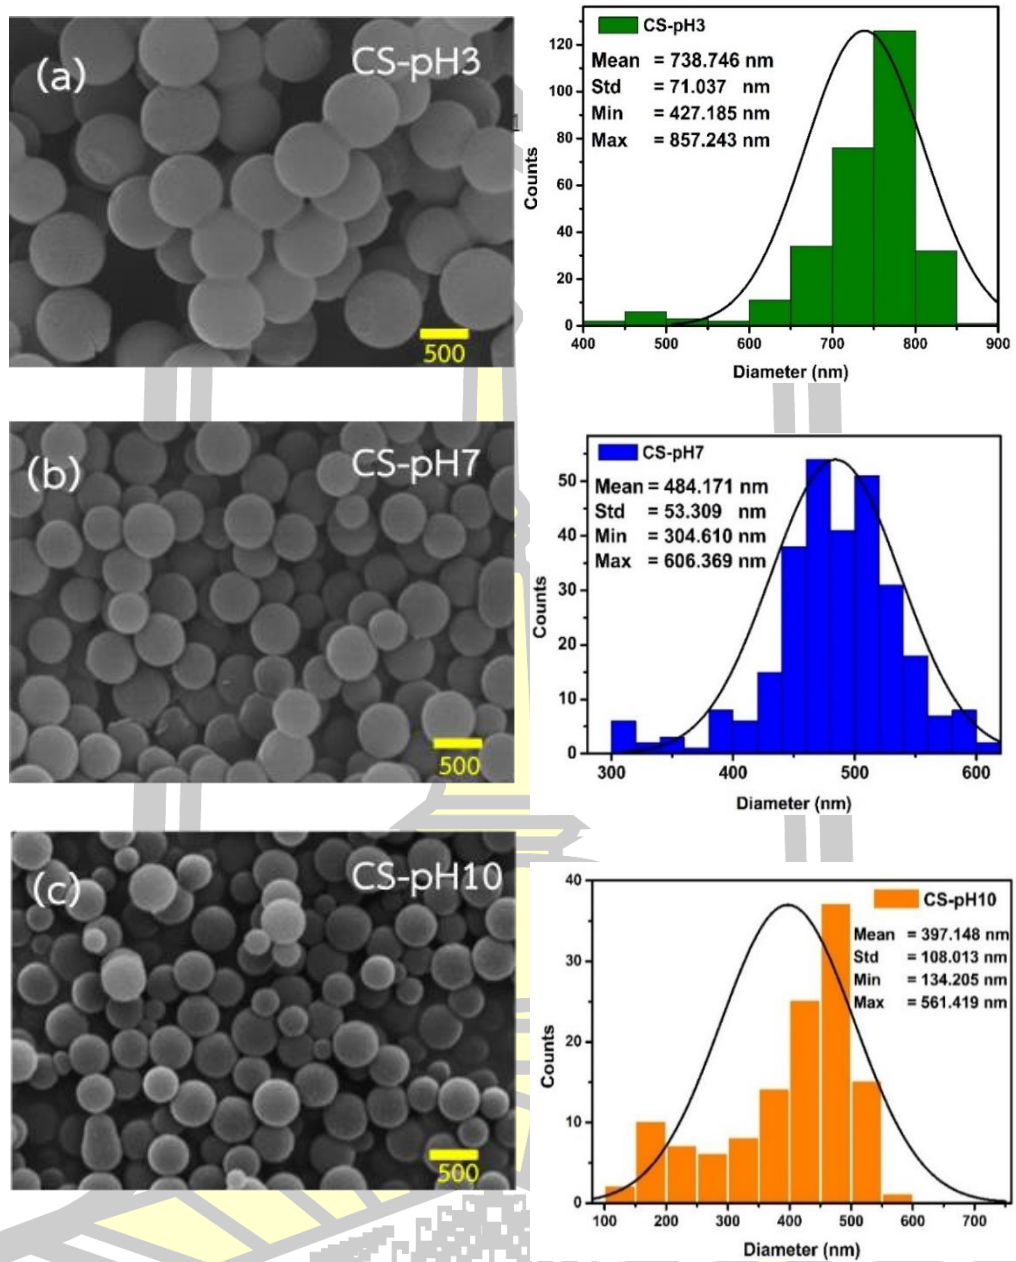 (a)
CS-pH3
500
CS-pH3
Mean = 738.746 nm
Std = 71.037 nm
Min = 427.185 nm
Max = 857.243 nm
120
100
80
60
40
20
0
Counts
400 500 600 700 800 900
Diameter (nm)
(b)
CS-pH7
500
CS-pH7
Mean = 484.171 nm
Std = 53.309 nm
Min = 304.610 nm
Max = 606.369 nm
50
40
30
20
10
0
Counts
300 400 500 600
Diameter (nm)
(c)
CS-pH10
500
CS-pH10
Mean = 397.148 nm
Std = 108.013 nm
Min = 134.205 nm
Max = 561.419 nm
40
30
20
10
0
Counts
100 200 300 400 500 600 700
Diameter (nm)